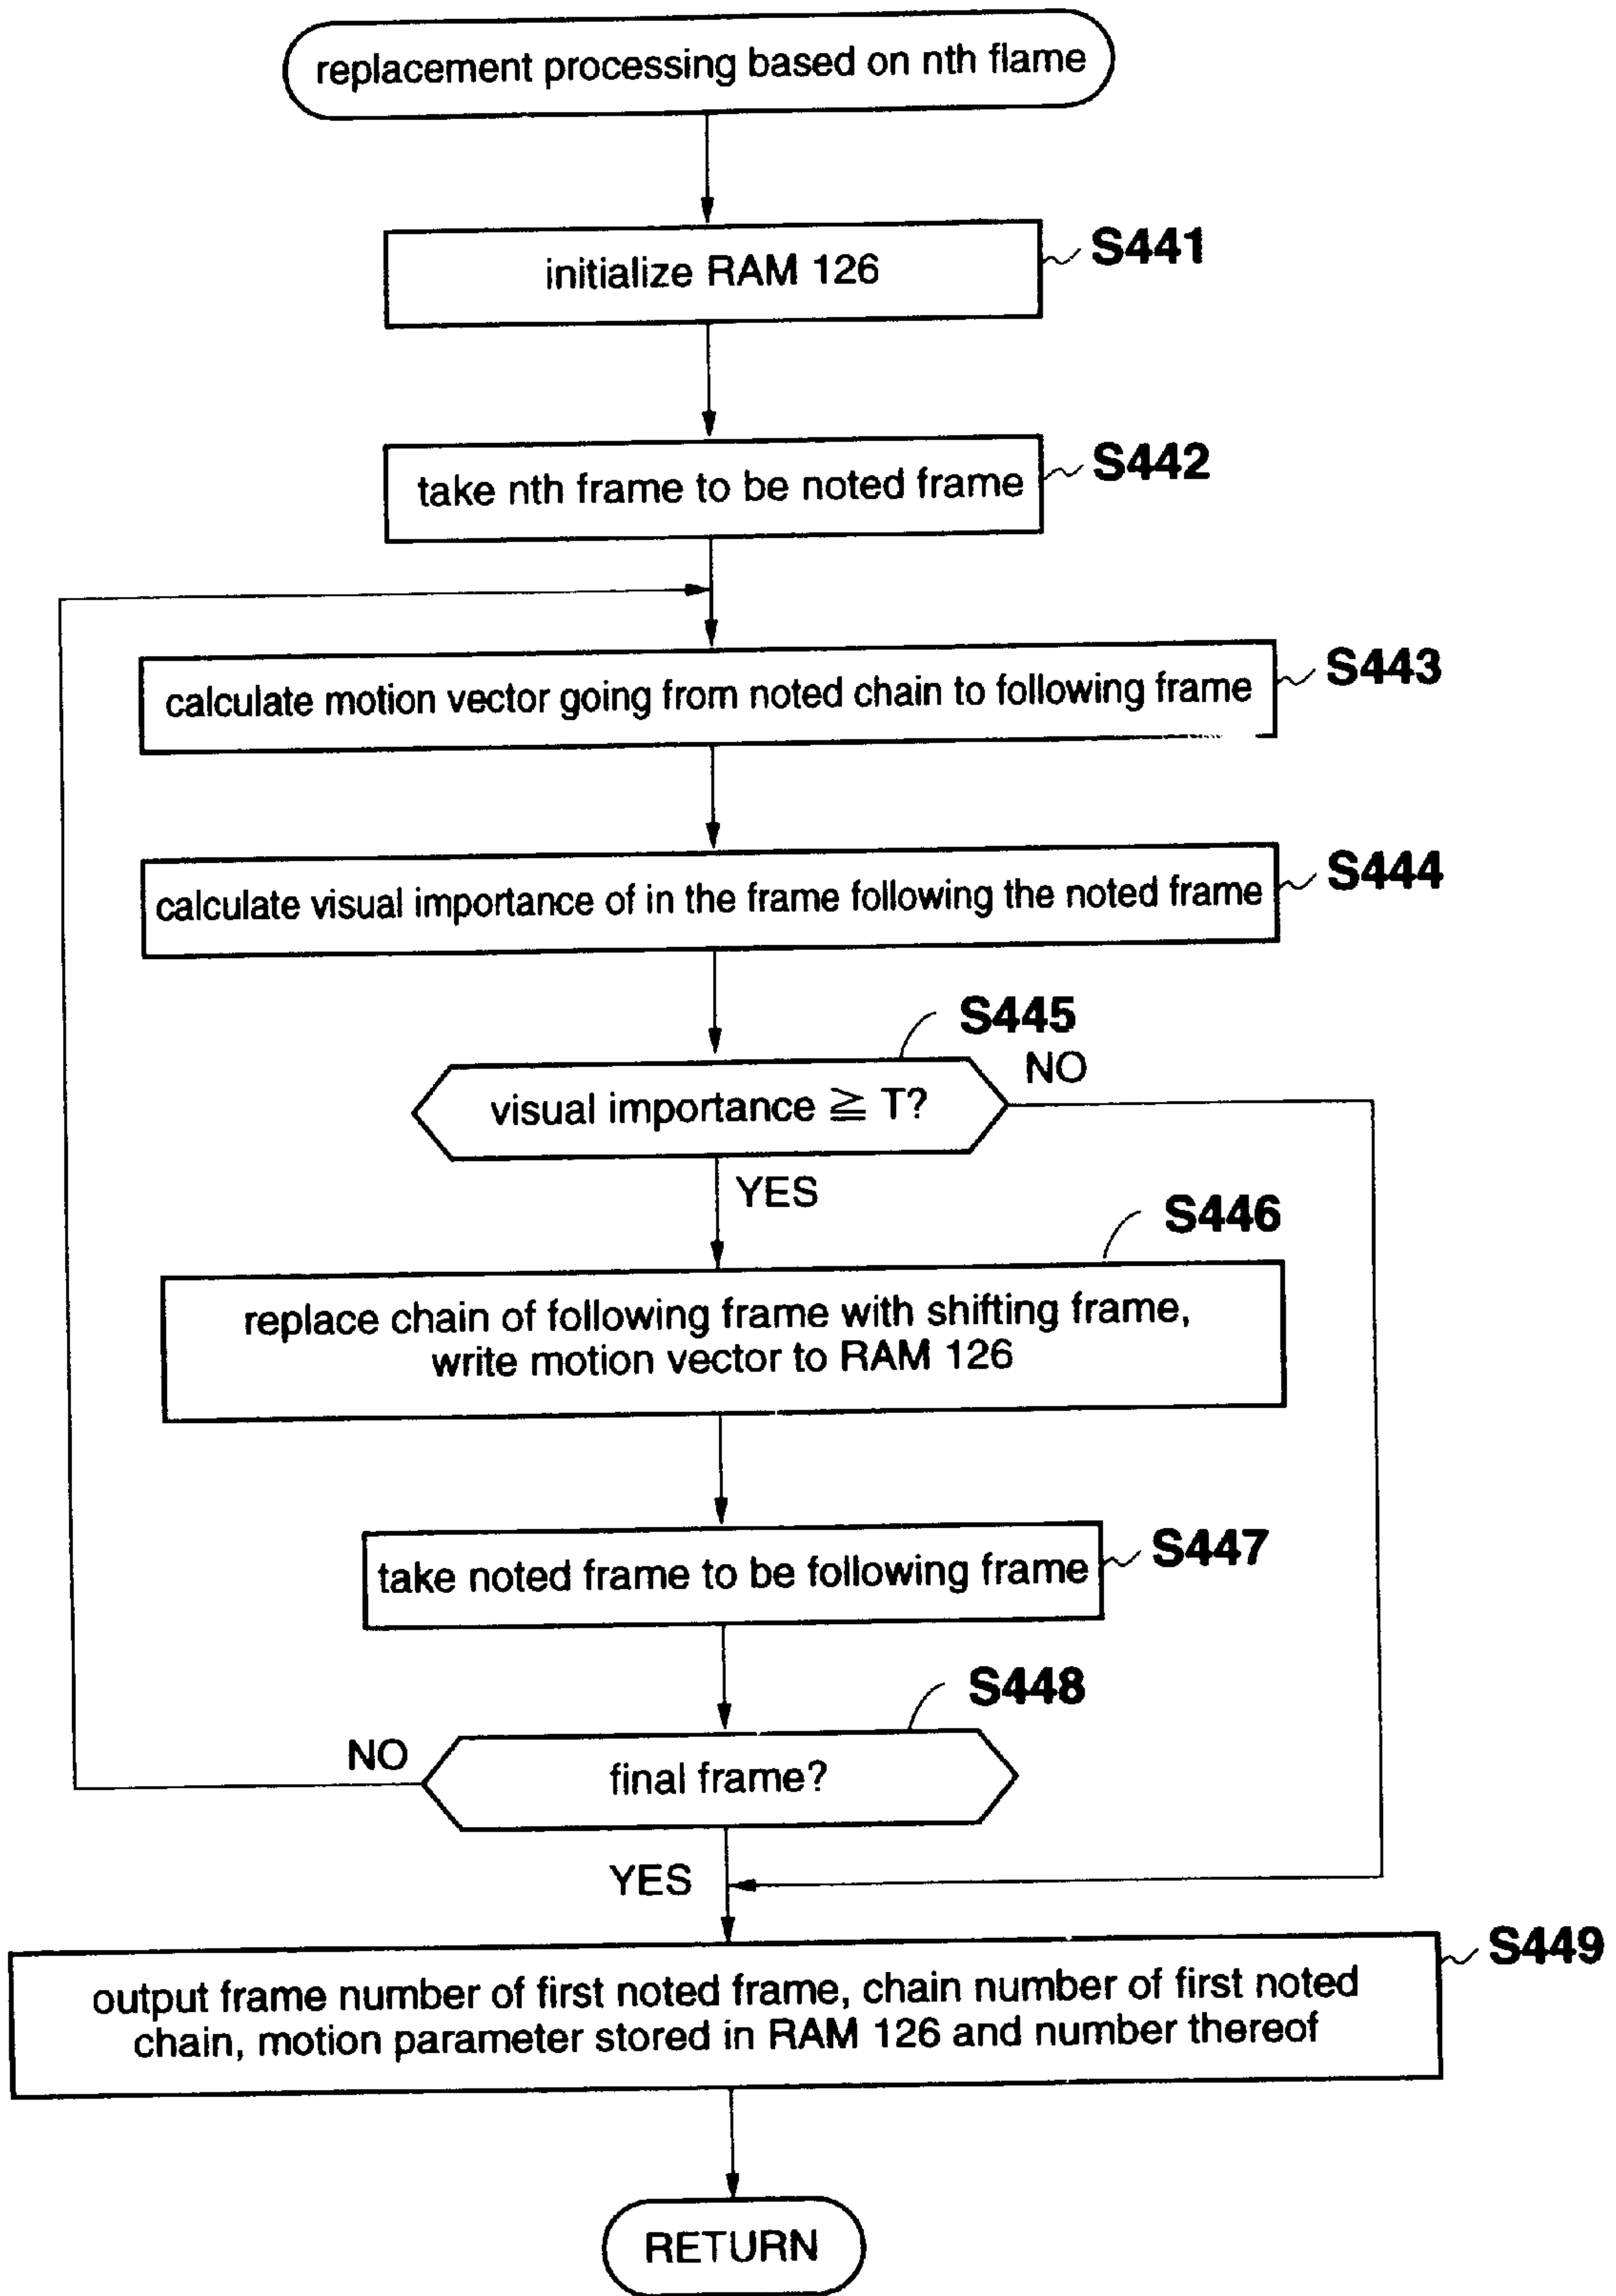 replacement processing based on nth flame
initialize RAM 126
S441
take nth frame to be noted frame
S442
calculate motion vector going from noted chain to following frame
S443
calculate visual importance of in the frame following the noted frame
S444
S445
visual importance ≧ T?
NO
YES
S446
replace chain of following frame with shifting frame,
write motion vector to RAM 126
take noted frame to be following frame
S447
S448
NO
final frame?
YES
S449
output frame number of first noted frame, chain number of first noted
chain, motion parameter stored in RAM 126 and number thereof
RETURN